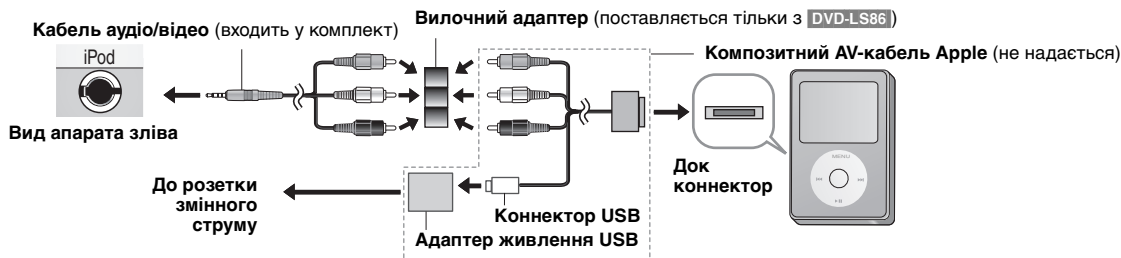 Вилочний адаптер (поставляється тільки з DVD-LS86)
Кабель аудіо/відео (входить у комплект)
Композитний AV-кабель Apple (не надається)
iPod
Вид апарата зліва
MENU
Док
коннектор
До розетки
змінного
струму
Коннектор USB
Адаптер живлення USB